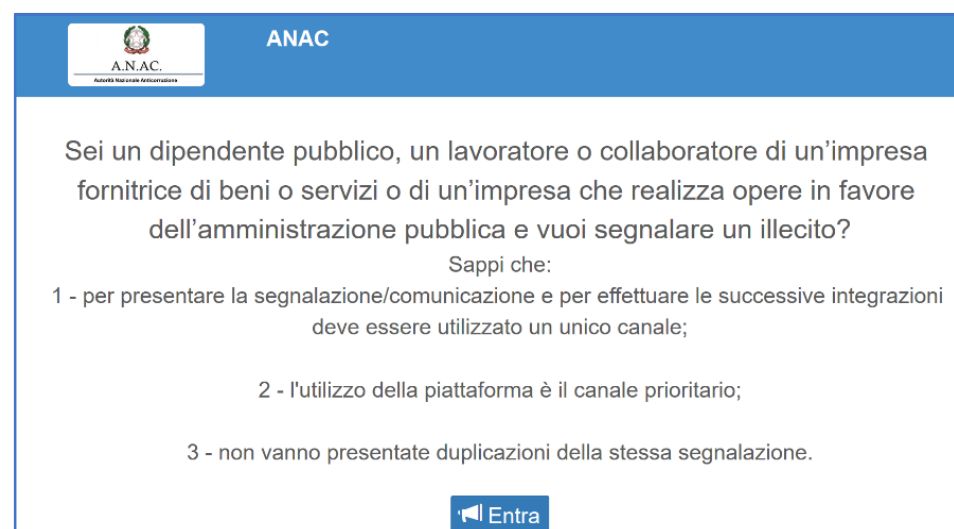 A.N.AC.
Autorità Nazionale Anticorruzione
ANAC
Sei un dipendente pubblico, un lavoratore o collaboratore di un'impresa
fornitrice di beni o servizi o di un'impresa che realizza opere in favore
dell'amministrazione pubblica e vuoi segnalare un illecito?
Sappi che:
1 - per presentare la segnalazione/comunicazione e per effettuare le successive integrazioni
deve essere utilizzato un unico canale;
2 - l'utilizzo della piattaforma è il canale prioritario;
3 - non vanno presentate duplicazioni della stessa segnalazione.
Entra